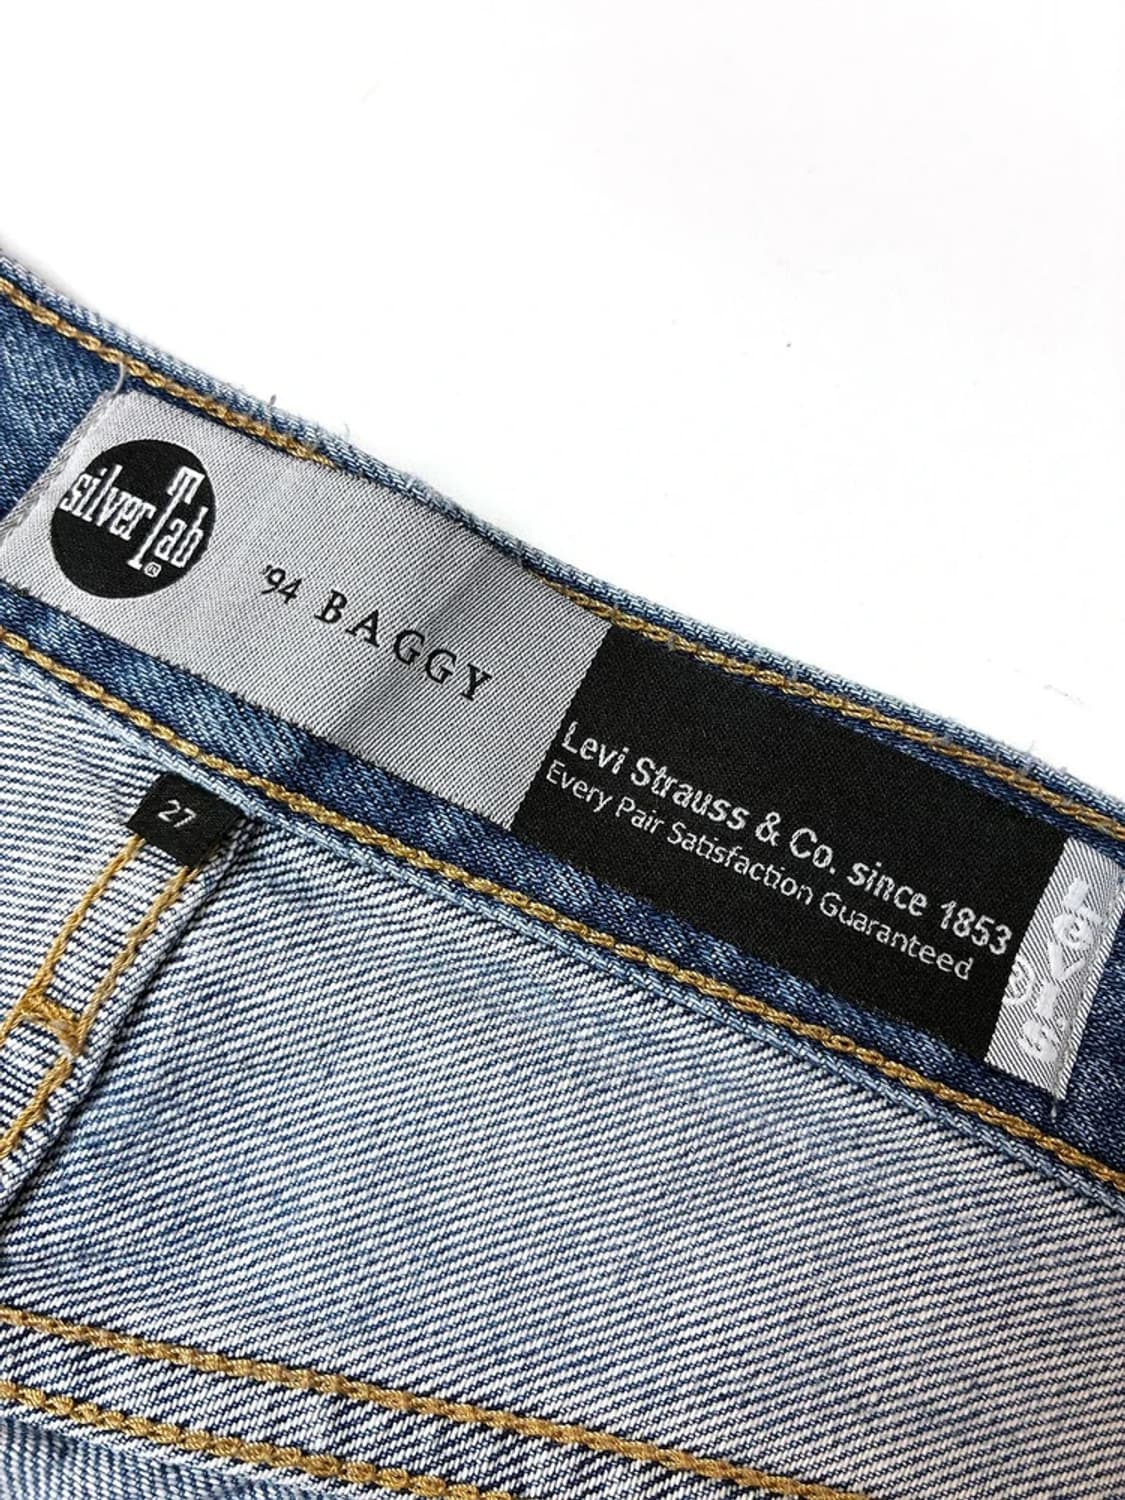 silverTab®
'94 BAGGY
Levi Strauss & Co. since 1853
Every Pair Satisfaction Guaranteed
LeVI'S
®
27